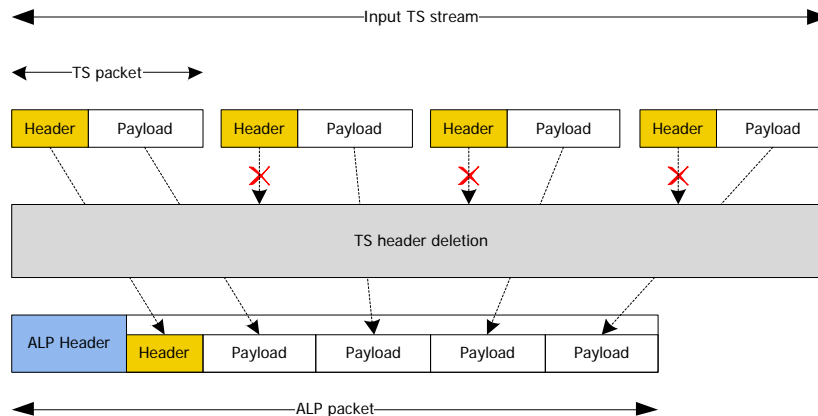 Input TS stream
TS packet
Header Payload Header Payload Header Payload Header Payload
TS header deletion
ALP Header Header Payload Payload Payload Payload
ALP packet